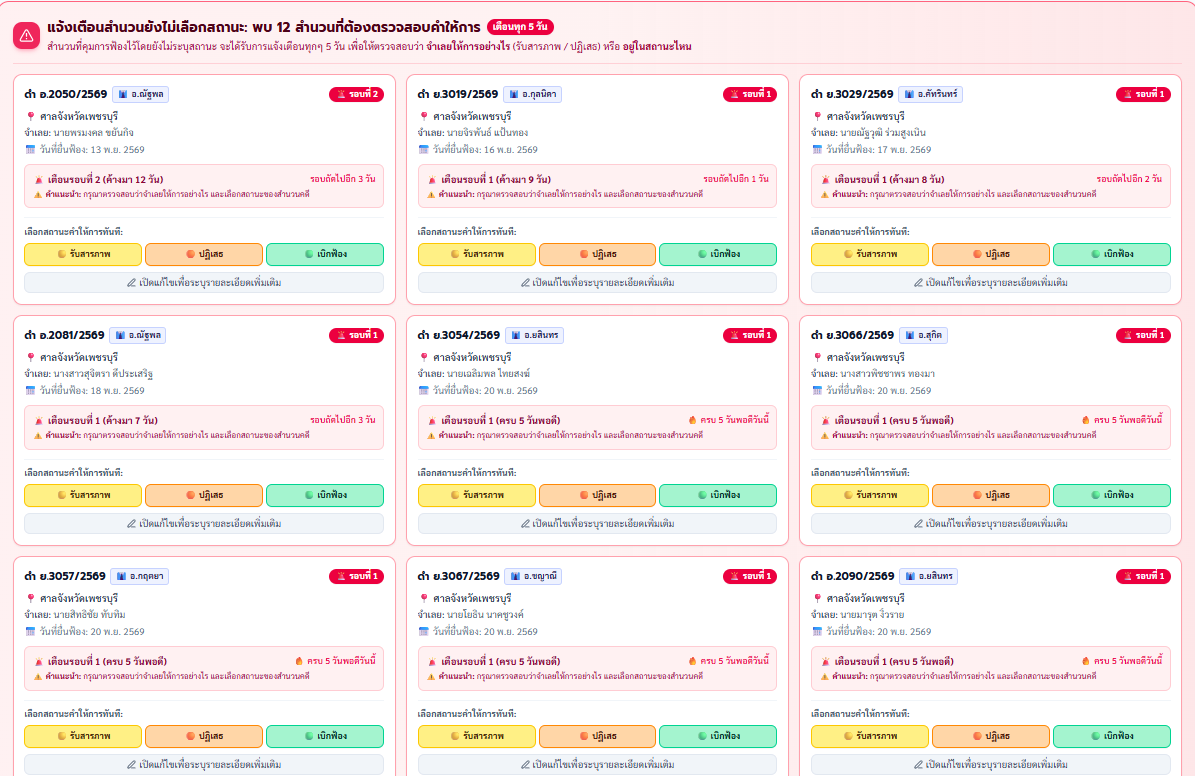 แจ้งเตือนสำนวนยังไม่เลือกสถานะ: พบ 12 สำนวนที่ต้องตรวจสอบคำให้การ เตือนทุก 5 วัน
สำนวนที่คุมการฟ้องไว้โดยยังไม่ระบุสถานะ จะได้รับการแจ้งเตือนทุกๆ 5 วัน เพื่อให้ตรวจสอบว่า จำเลยให้การอย่างไร (รับสารภาพ / ปฏิเสธ) หรือ อยู่ในสถานะไหน
ดำ อ.2050/2569 อ.ณัฐพล รอบที่ 2
ศาลจังหวัดเพชรบุรี
จำเลย: นายพรมงคล ขยันกิจ
วันที่ยื่นฟ้อง: 13 พ.ย. 2569
เตือนรอบที่ 2 (ค้างมา 12 วัน) รอบถัดไปอีก 3 วัน
คำแนะนำ: กรุณาตรวจสอบว่าจำเลยให้การอย่างไร และเลือกสถานะของสำนวนคดี
เลือกสถานะคำให้การทันที:
รับสารภาพ ปฏิเสธ เบิกฟ้อง
เปิดแก้ไขเพื่อระบุรายละเอียดเพิ่มเติม
ดำ ย.3019/2569 อ.กุลนิดา รอบที่ 1
ศาลจังหวัดเพชรบุรี
จำเลย: นายจิรพันธ์ แป้นทอง
วันที่ยื่นฟ้อง: 16 พ.ย. 2569
เตือนรอบที่ 1 (ค้างมา 9 วัน) รอบถัดไปอีก 1 วัน
คำแนะนำ: กรุณาตรวจสอบว่าจำเลยให้การอย่างไร และเลือกสถานะของสำนวนคดี
เลือกสถานะคำให้การทันที:
รับสารภาพ ปฏิเสธ เบิกฟ้อง
เปิดแก้ไขเพื่อระบุรายละเอียดเพิ่มเติม
ดำ ย.3029/2569 อ.คัทรินทร์ รอบที่ 1
ศาลจังหวัดเพชรบุรี
จำเลย: นายณัฐวุฒิ ร่วมสูงเนิน
วันที่ยื่นฟ้อง: 17 พ.ย. 2569
เตือนรอบที่ 1 (ค้างมา 8 วัน) รอบถัดไปอีก 2 วัน
คำแนะนำ: กรุณาตรวจสอบว่าจำเลยให้การอย่างไร และเลือกสถานะของสำนวนคดี
เลือกสถานะคำให้การทันที:
รับสารภาพ ปฏิเสธ เบิกฟ้อง
เปิดแก้ไขเพื่อระบุรายละเอียดเพิ่มเติม
ดำ อ.2081/2569 อ.ณัฐพล รอบที่ 1
ศาลจังหวัดเพชรบุรี
จำเลย: นางสาวสุจิตรา ดีประเสริฐ
วันที่ยื่นฟ้อง: 18 พ.ย. 2569
เตือนรอบที่ 1 (ค้างมา 7 วัน) รอบถัดไปอีก 3 วัน
คำแนะนำ: กรุณาตรวจสอบว่าจำเลยให้การอย่างไร และเลือกสถานะของสำนวนคดี
เลือกสถานะคำให้การทันที:
รับสารภาพ ปฏิเสธ เบิกฟ้อง
เปิดแก้ไขเพื่อระบุรายละเอียดเพิ่มเติม
ดำ ย.3054/2569 อ.ยสินทร รอบที่ 1
ศาลจังหวัดเพชรบุรี
จำเลย: นายเฉลิมพล ไทยสงฆ์
วันที่ยื่นฟ้อง: 20 พ.ย. 2569
เตือนรอบที่ 1 (ครบ 5 วันพอดี) ครบ 5 วันพอดีวันนี้
คำแนะนำ: กรุณาตรวจสอบว่าจำเลยให้การอย่างไร และเลือกสถานะของสำนวนคดี
เลือกสถานะคำให้การทันที:
รับสารภาพ ปฏิเสธ เบิกฟ้อง
เปิดแก้ไขเพื่อระบุรายละเอียดเพิ่มเติม
ดำ ย.3066/2569 อ.สุกิต รอบที่ 1
ศาลจังหวัดเพชรบุรี
จำเลย: นางสาวพิชชาพร ทองมา
วันที่ยื่นฟ้อง: 20 พ.ย. 2569
เตือนรอบที่ 1 (ครบ 5 วันพอดี) ครบ 5 วันพอดีวันนี้
คำแนะนำ: กรุณาตรวจสอบว่าจำเลยให้การอย่างไร และเลือกสถานะของสำนวนคดี
เลือกสถานะคำให้การทันที:
รับสารภาพ ปฏิเสธ เบิกฟ้อง
เปิดแก้ไขเพื่อระบุรายละเอียดเพิ่มเติม
ดำ ย.3057/2569 อ.กฤตยา รอบที่ 1
ศาลจังหวัดเพชรบุรี
จำเลย: นายสิทธิชัย ทับทิม
วันที่ยื่นฟ้อง: 20 พ.ย. 2569
เตือนรอบที่ 1 (ครบ 5 วันพอดี) ครบ 5 วันพอดีวันนี้
คำแนะนำ: กรุณาตรวจสอบว่าจำเลยให้การอย่างไร และเลือกสถานะของสำนวนคดี
เลือกสถานะคำให้การทันที:
รับสารภาพ ปฏิเสธ เบิกฟ้อง
เปิดแก้ไขเพื่อระบุรายละเอียดเพิ่มเติม
ดำ ย.3067/2569 อ.ชญาณี รอบที่ 1
ศาลจังหวัดเพชรบุรี
จำเลย: นายโยธิน นาคชูวงค์
วันที่ยื่นฟ้อง: 20 พ.ย. 2569
เตือนรอบที่ 1 (ครบ 5 วันพอดี) ครบ 5 วันพอดีวันนี้
คำแนะนำ: กรุณาตรวจสอบว่าจำเลยให้การอย่างไร และเลือกสถานะของสำนวนคดี
เลือกสถานะคำให้การทันที:
รับสารภาพ ปฏิเสธ เบิกฟ้อง
เปิดแก้ไขเพื่อระบุรายละเอียดเพิ่มเติม
ดำ อ.2090/2569 อ.ยสินทร รอบที่ 1
ศาลจังหวัดเพชรบุรี
จำเลย: นายมารุต งิ้วราย
วันที่ยื่นฟ้อง: 20 พ.ย. 2569
เตือนรอบที่ 1 (ครบ 5 วันพอดี) ครบ 5 วันพอดีวันนี้
คำแนะนำ: กรุณาตรวจสอบว่าจำเลยให้การอย่างไร และเลือกสถานะของสำนวนคดี
เลือกสถานะคำให้การทันที:
รับสารภาพ ปฏิเสธ เบิกฟ้อง
เปิดแก้ไขเพื่อระบุรายละเอียดเพิ่มเติม